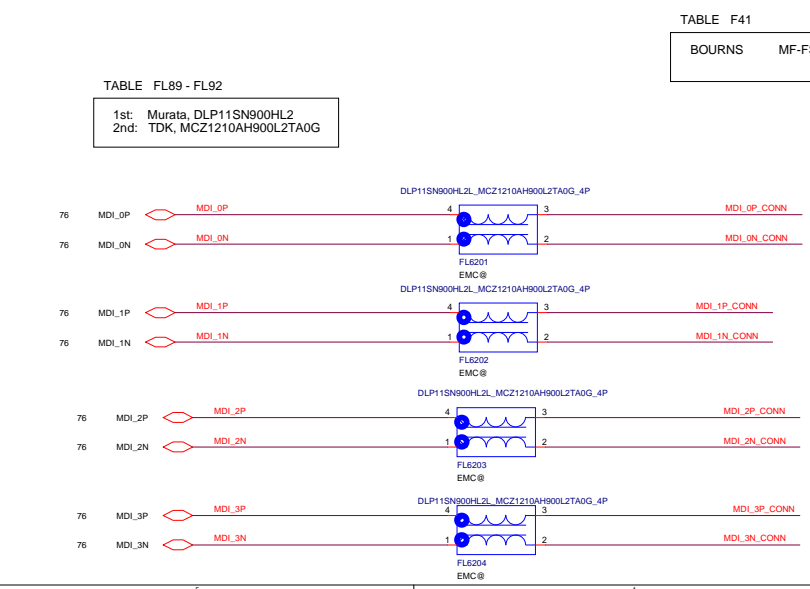 TABLE F41
BOURNS
TABLE FL89 - FL92
1st: Murata, DLP11SN900HL2
2nd: TDK, MCZ1210AH900L2TA0G
DLP11SN900HL2L_MCZ1210AH900L2TA0G_4P
76 MDI_0P MDI_0P 4 3 MDI_0P_CONN
76 MDI_0N MDI_0N 1 2 MDI_0N_CONN
FL6201
EMC@
DLP11SN900HL2L_MCZ1210AH900L2TA0G_4P
76 MDI_1P MDI_1P 4 3 MDI_1P_CONN
76 MDI_1N MDI_1N 1 2 MDI_1N_CONN
FL6202
EMC@
DLP11SN900HL2L_MCZ1210AH900L2TA0G_4P
76 MDI_2P MDI_2P 4 3 MDI_2P_CONN
76 MDI_2N MDI_2N 1 2 MDI_2N_CONN
FL6203
EMC@
DLP11SN900HL2L_MCZ1210AH900L2TA0G_4P
76 MDI_3P MDI_3P 4 3 MDI_3P_CONN
76 MDI_3N MDI_3N 1 2 MDI_3N_CONN
FL6204
EMC@